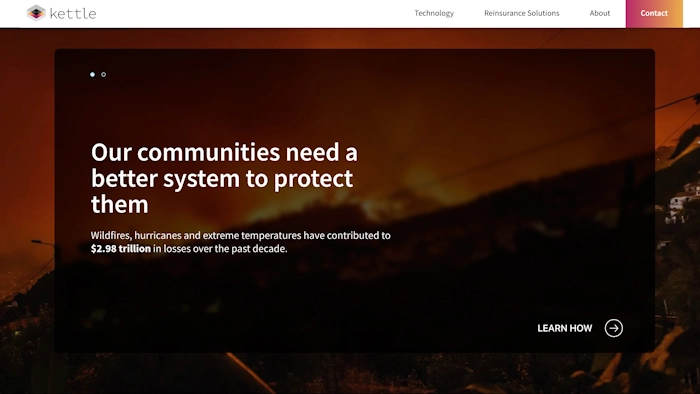 kettle
Technology
Reinsurance Solutions
About
Contact
Our communities need a
better system to protect
them
Wildfires, hurricanes and extreme temperatures have contributed to
$2.98 trillion in losses over the past decade.
LEARN HOW